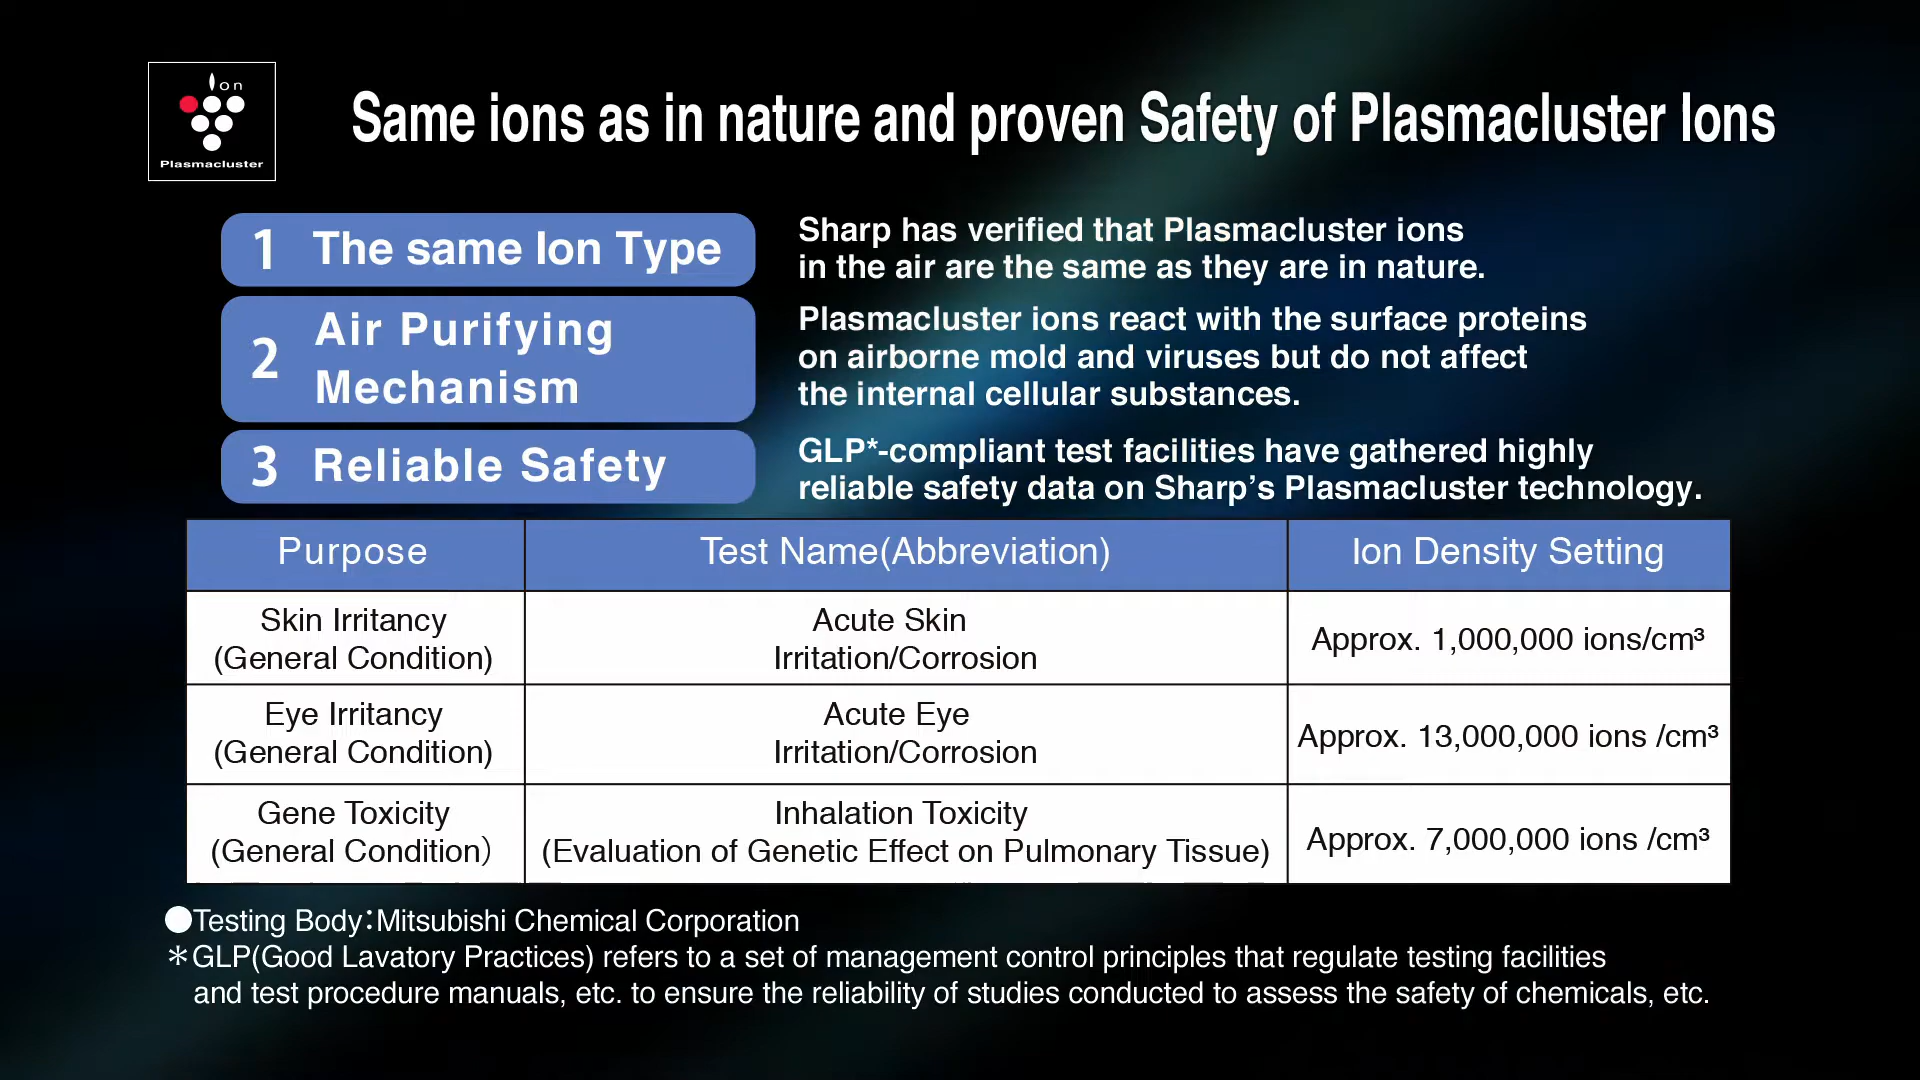 Ion
Plasmacluster
Same ions as in nature and proven Safety of Plasmacluster Ions
1 The same Ion Type
Sharp has verified that Plasmacluster ions
in the air are the same as they are in nature.
2 Air Purifying
Mechanism
Plasmacluster ions react with the surface proteins
on airborne mold and viruses but do not affect
the internal cellular substances.
3 Reliable Safety
GLP*-compliant test facilities have gathered highly
reliable safety data on Sharp's Plasmacluster technology.
Purpose Test Name(Abbreviation) Ion Density Setting
Skin Irritancy
(General Condition)
Acute Skin
Irritation/Corrosion
Approx. 1,000,000 ions/cm³
Eye Irritancy
(General Condition)
Acute Eye
Irritation/Corrosion
Approx. 13,000,000 ions /cm³
Gene Toxicity
(General Condition)
Inhalation Toxicity
(Evaluation of Genetic Effect on Pulmonary Tissue)
Approx. 7,000,000 ions /cm³
●Testing Body:Mitsubishi Chemical Corporation
*GLP(Good Lavatory Practices) refers to a set of management control principles that regulate testing facilities
and test procedure manuals, etc. to ensure the reliability of studies conducted to assess the safety of chemicals, etc.